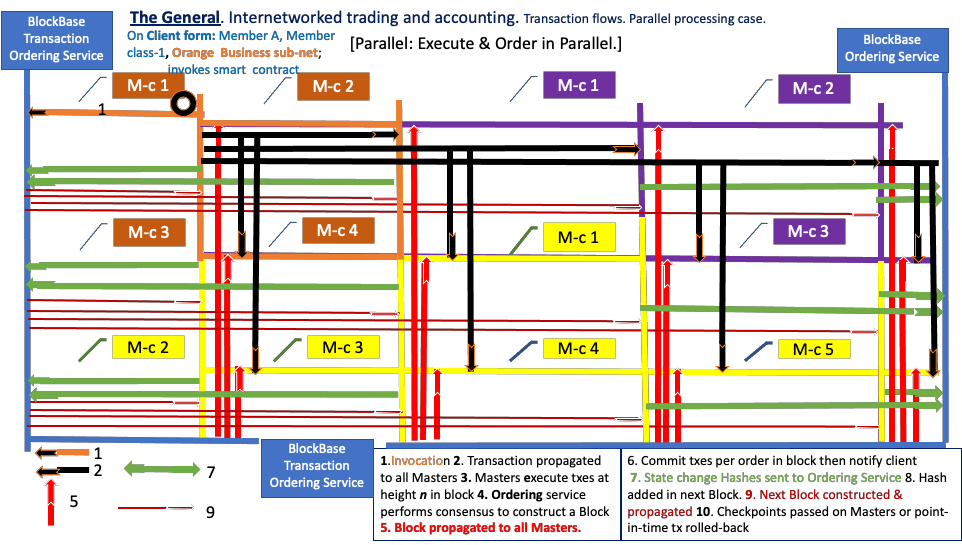 BlockBase
Transaction
Ordering Service
The General. Internetworked trading and accounting. Transaction flows. Parallel processing case.
On Client form: Member A, Member
class-1, Orange Business sub-net;
invokes smart contract
[Parallel: Execute & Order in Parallel.]
BlockBase
Ordering Service
M-c 1
M-c 2
M-c 1
M-c 2
1
M-c 3
M-c 4
M-c 1
M-c 3
M-c 2
M-c 3
M-c 4
M-c 5
1
2
7
5
9
BlockBase
Transaction
Ordering Service
1.Invocation 2. Transaction propagated
to all Masters 3. Masters execute txes at
height n in block 4. Ordering service
performs consensus to construct a Block
5. Block propagated to all Masters.
6. Commit txes per order in block then notify client
7. State change Hashes sent to Ordering Service 8. Hash
added in next Block. 9. Next Block constructed &
propagated 10. Checkpoints passed on Masters or point-
in-time tx rolled-back